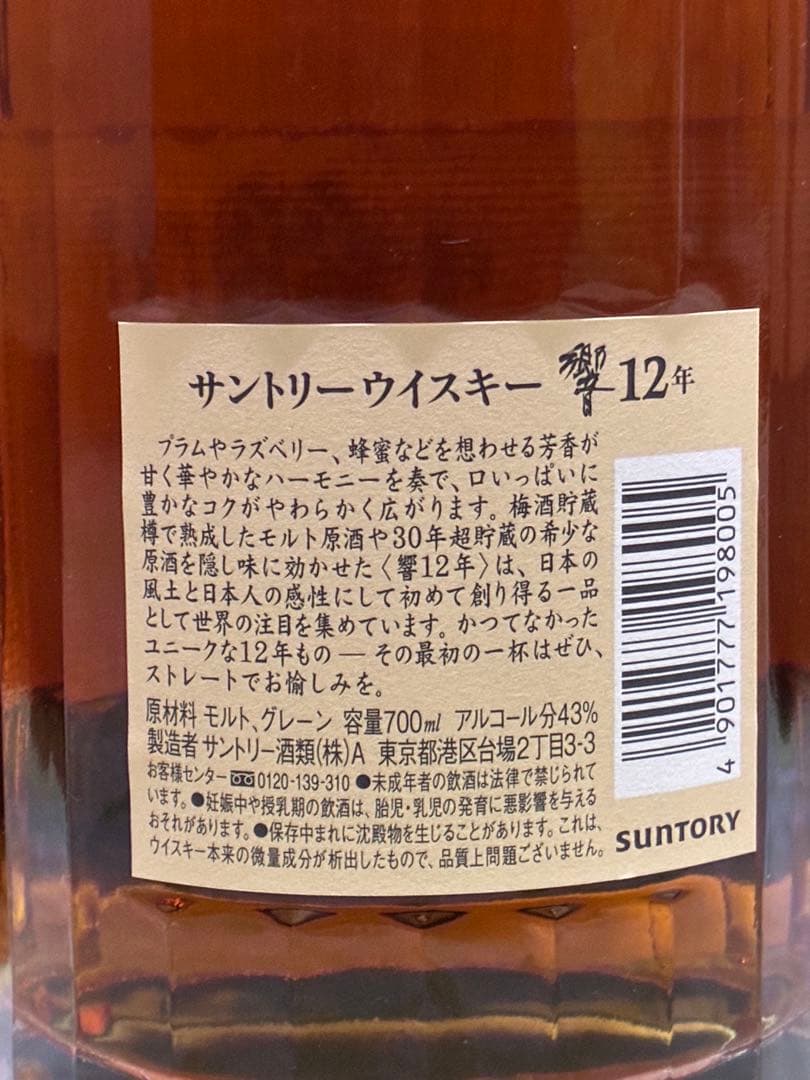 サントリーウイスキー 響 12年
プラムやラズベリー、蜂蜜などを想わせる芳香が
甘く華やかなハーモニーを奏で、口いっぱいに
豊かなコクがやわらかく広がります。梅酒貯蔵
樽で熟成したモルト原酒や30年超貯蔵の希少な
原酒を隠し味に効かせた〈響12年〉は、日本の
風土と日本人の感性にして初めて創り得る一品
として世界の注目を集めています。かつてなかった
ユニークな12年もの ― その最初の一杯はぜひ、
ストレートでお愉しみを。
原材料 モルト、グレーン 容量700ml アルコール分43%
製造者 サントリー酒類(株)A 東京都港区台場2丁目3-3
お客様センター 0120-139-310 ●未成年者の飲酒は法律で禁じられて
います。●妊娠中や授乳期の飲酒は、胎児・乳児の発育に悪影響を与える
おそれがあります。●保存中まれに沈殿物を生じることがあります。これは、
ウイスキー本来の微量成分が析出したもので、品質上問題ございません。
4 901777 198005
SUNTORY